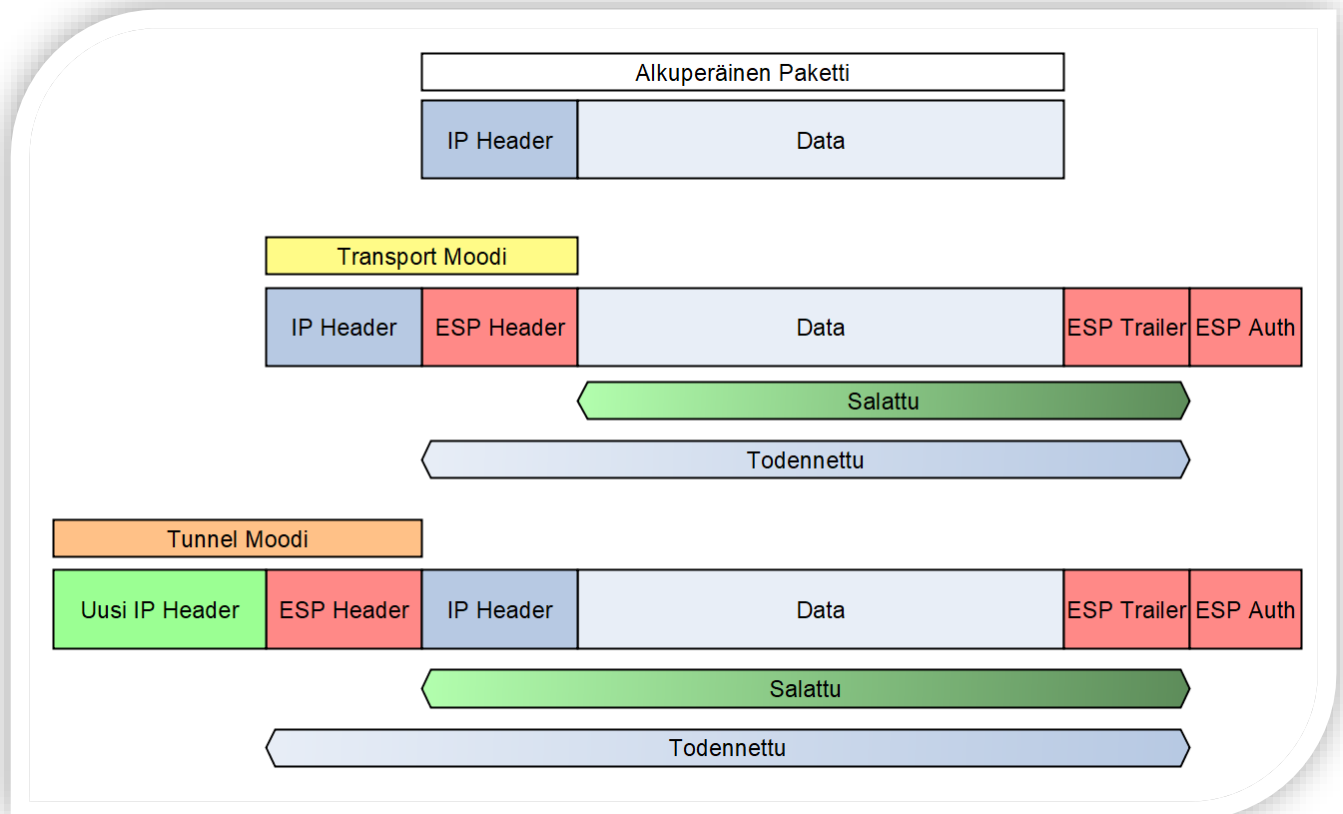 Alkuperäinen Paketti
IP Header Data
Transport Moodi
IP Header ESP Header Data ESP Trailer ESP Auth
Salattu
Todennettu
Tunnel Moodi
Uusi IP Header ESP Header IP Header Data ESP Trailer ESP Auth
Salattu
Todennettu